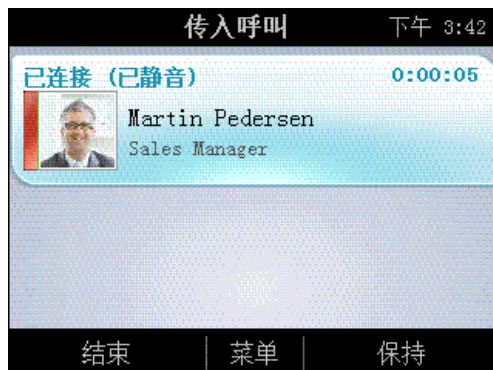 传入呼叫 下午 3:42
已连接 (已静音) 0:00:05
Martin Pedersen
Sales Manager
结束 菜单 保持